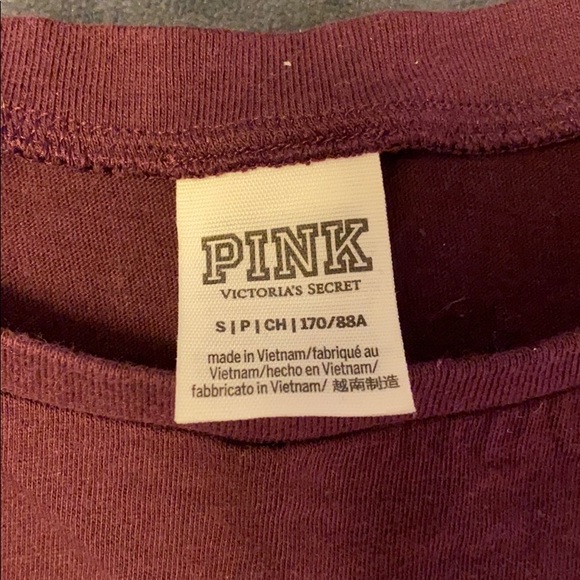 PINK
VICTORIA'S SECRET
S | P | CH | 170/88A
made in Vietnam/fabriqué au
Vietnam/hecho en Vietnam/
fabbricato in Vietnam/ 越南制造